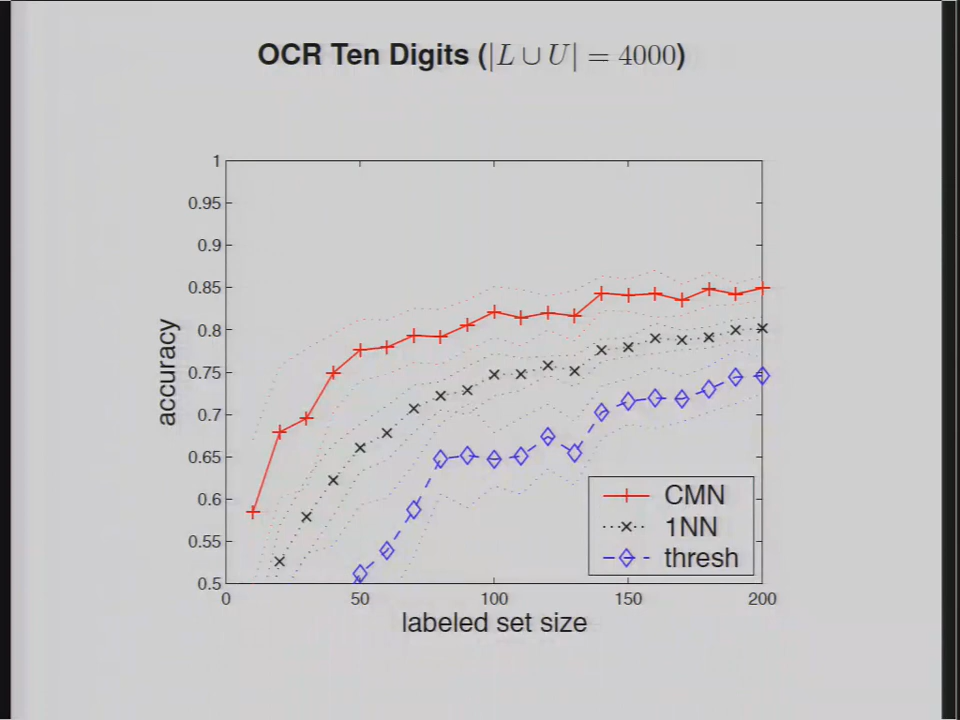 OCR Ten Digits (|L ∪ U| = 4000)
1
0.95
0.9
0.85
0.8
0.75
0.7
0.65
0.6
0.55
0.5
accuracy
CMN
1NN
thresh
0 50 100 150 200
labeled set size